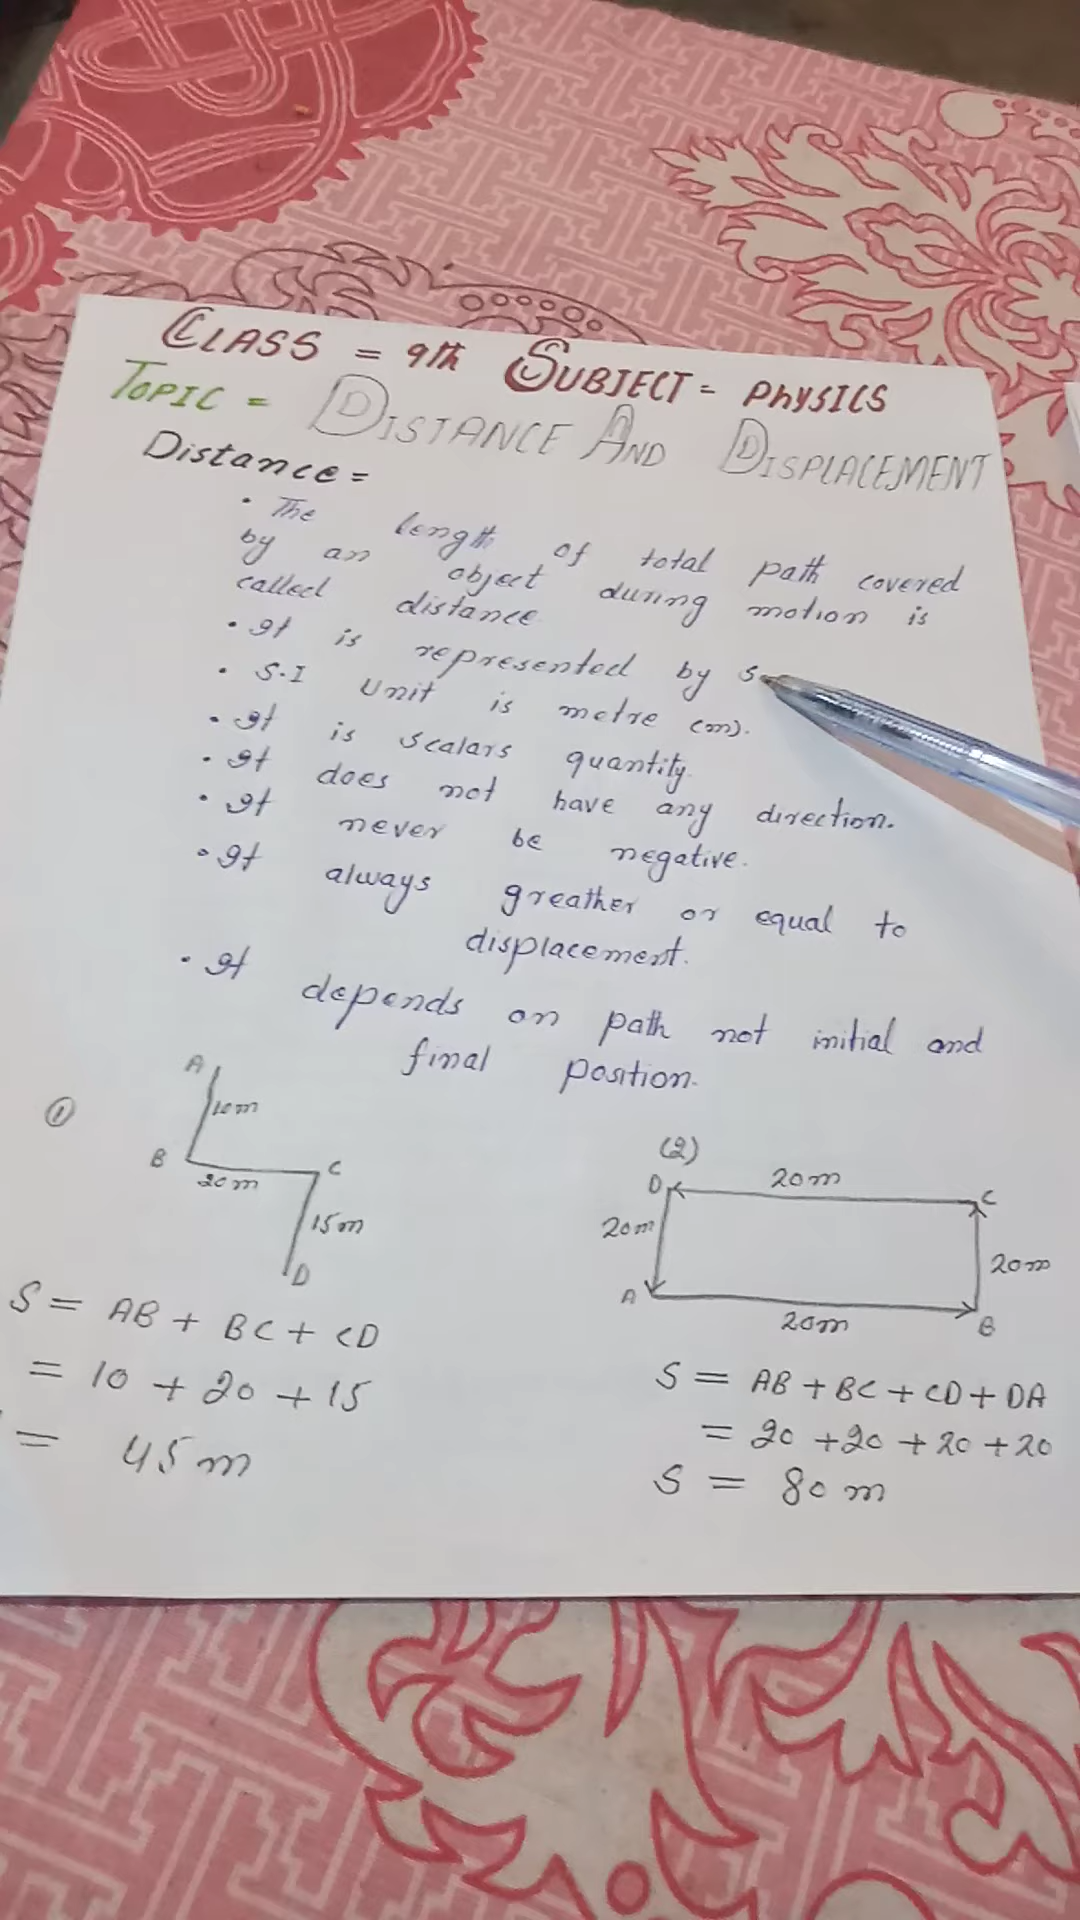 CLASS = 9th SUBJECT = PHYSICS
TOPIC = DISTANCE AND DISPLACEMENT
Distance =
• The length of total path covered
by an object during motion is
called distance.
• It is represented by s
• S.I Unit is metre (m).
• It is scalars quantity.
• It does not have any direction.
• It never be negative.
• It always greather or equal to
displacement.
• It depends on path not initial and
final position.
①
A
10m
B
20m
C
15m
D
S = AB + BC + CD
= 10 + 20 + 15
= 45 m
(2)
D
20m
C
20m
20m
A
20m
B
S = AB + BC + CD + DA
= 20 + 20 + 20 + 20
S = 80 m